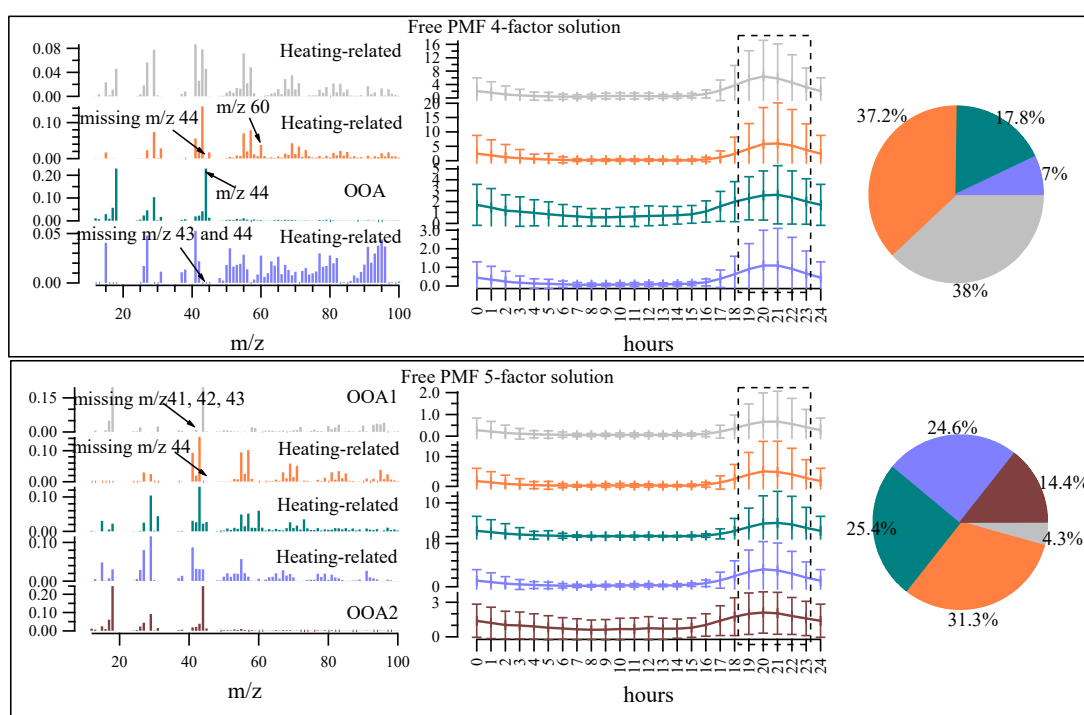 Free PMF 4-factor solution
0.08
0.04
0.00
Heating-related
0.10
0.00
missing m/z 44
m/z 60
Heating-related
0.20
0.10
0.00
OOA
m/z 44
0.05
0.00
missing m/z 43 and 44
Heating-related
20 40 60 80 100
m/z
16
12
8
4
0
20
15
10
5
0
5
4
3
2
1
0
3.0
2.0
1.0
0.0
0 1 2 3 4 5 6 7 8 9 10 11 12 13 14 15 16 17 18 19 20 21 22 23 24
hours
37.2%
17.8%
7%
38%
Free PMF 5-factor solution
0.15
0.00
missing m/z41, 42, 43
OOA1
0.10
0.00
missing m/z 44
Heating-related
0.10
0.00
Heating-related
0.10
0.00
Heating-related
0.20
0.10
0.00
OOA2
20 40 60 80 100
m/z
2.0
1.0
0.0
10
0
10
0
10
0
3
0
0 1 2 3 4 5 6 7 8 9 10 11 12 13 14 15 16 17 18 19 20 21 22 23 24
hours
24.6%
14.4%
4.3%
25.4%
31.3%